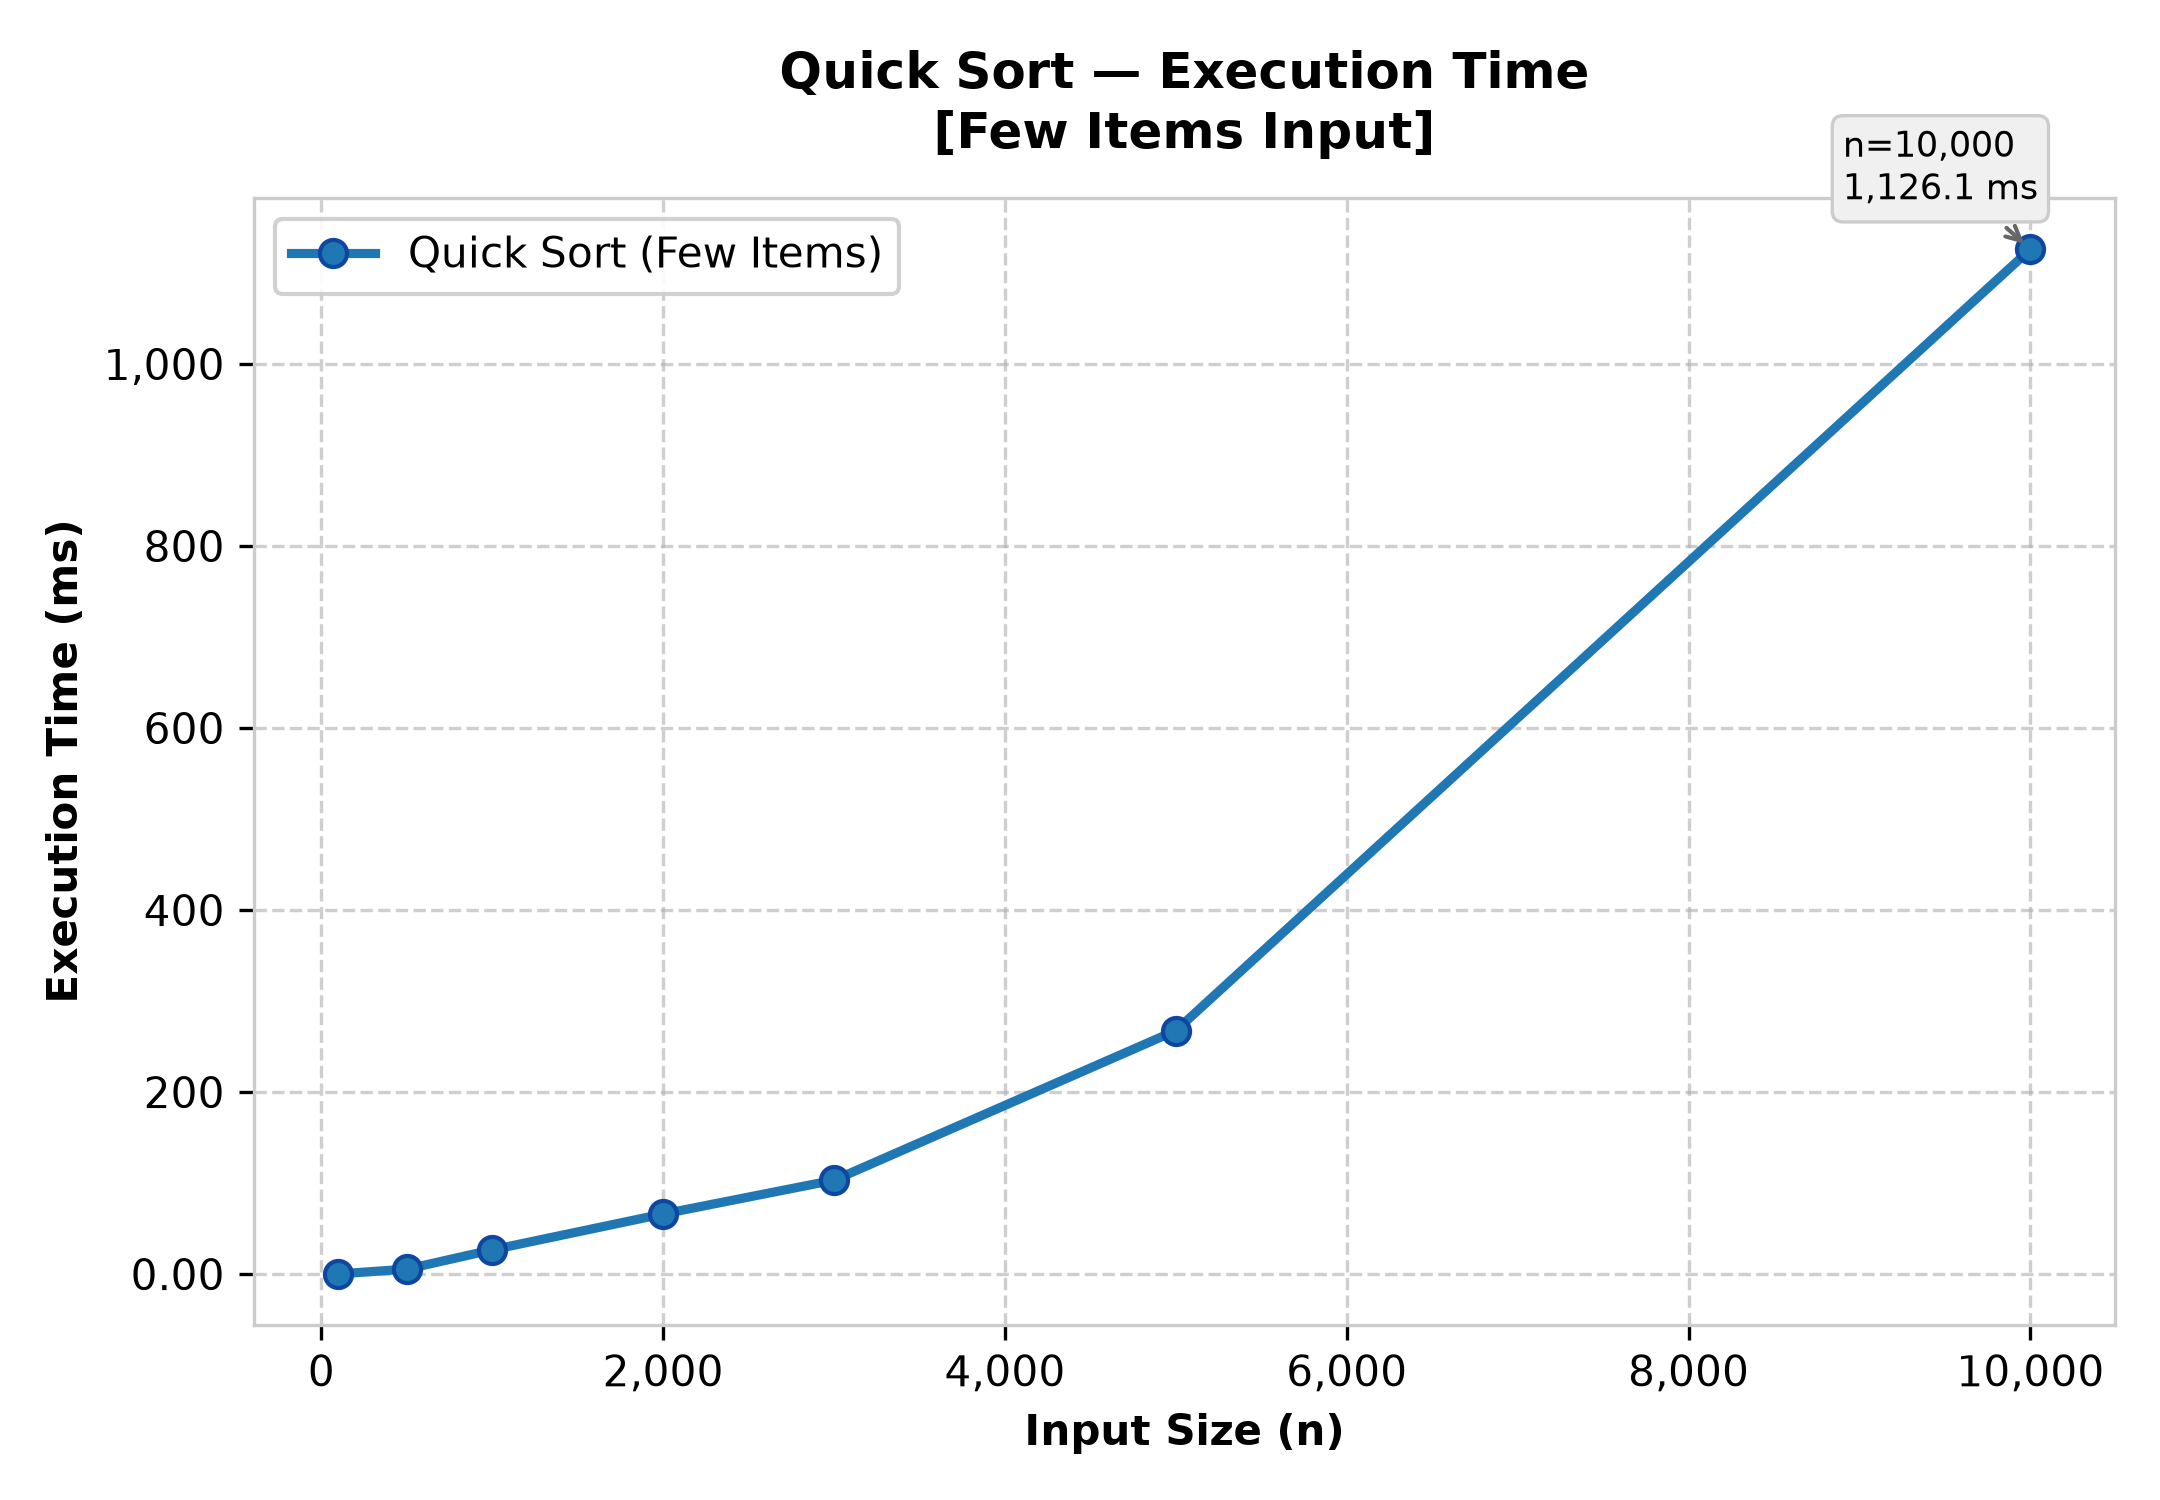 Quick Sort — Execution Time
[Few Items Input]
n=10,000
1,126.1 ms
Quick Sort (Few Items)
Execution Time (ms)
1,000
800
600
400
200
0.00
0
2,000
4,000
6,000
8,000
10,000
Input Size (n)